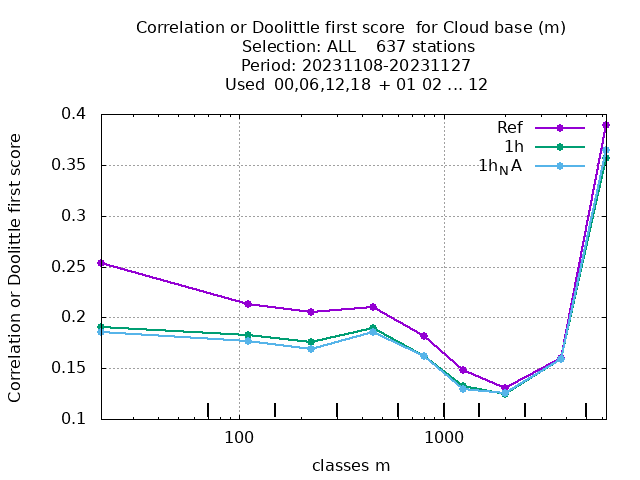 Correlation or Doolittle first score  for Cloud base (m)
Selection: ALL    637 stations
Period: 20231108-20231127
Used  00,06,12,18 + 01 02 ... 12
Correlation or Doolittle first score
0.4
0.35
0.3
0.25
0.2
0.15
0.1
Ref
1h
1h_NA
100
1000
classes m